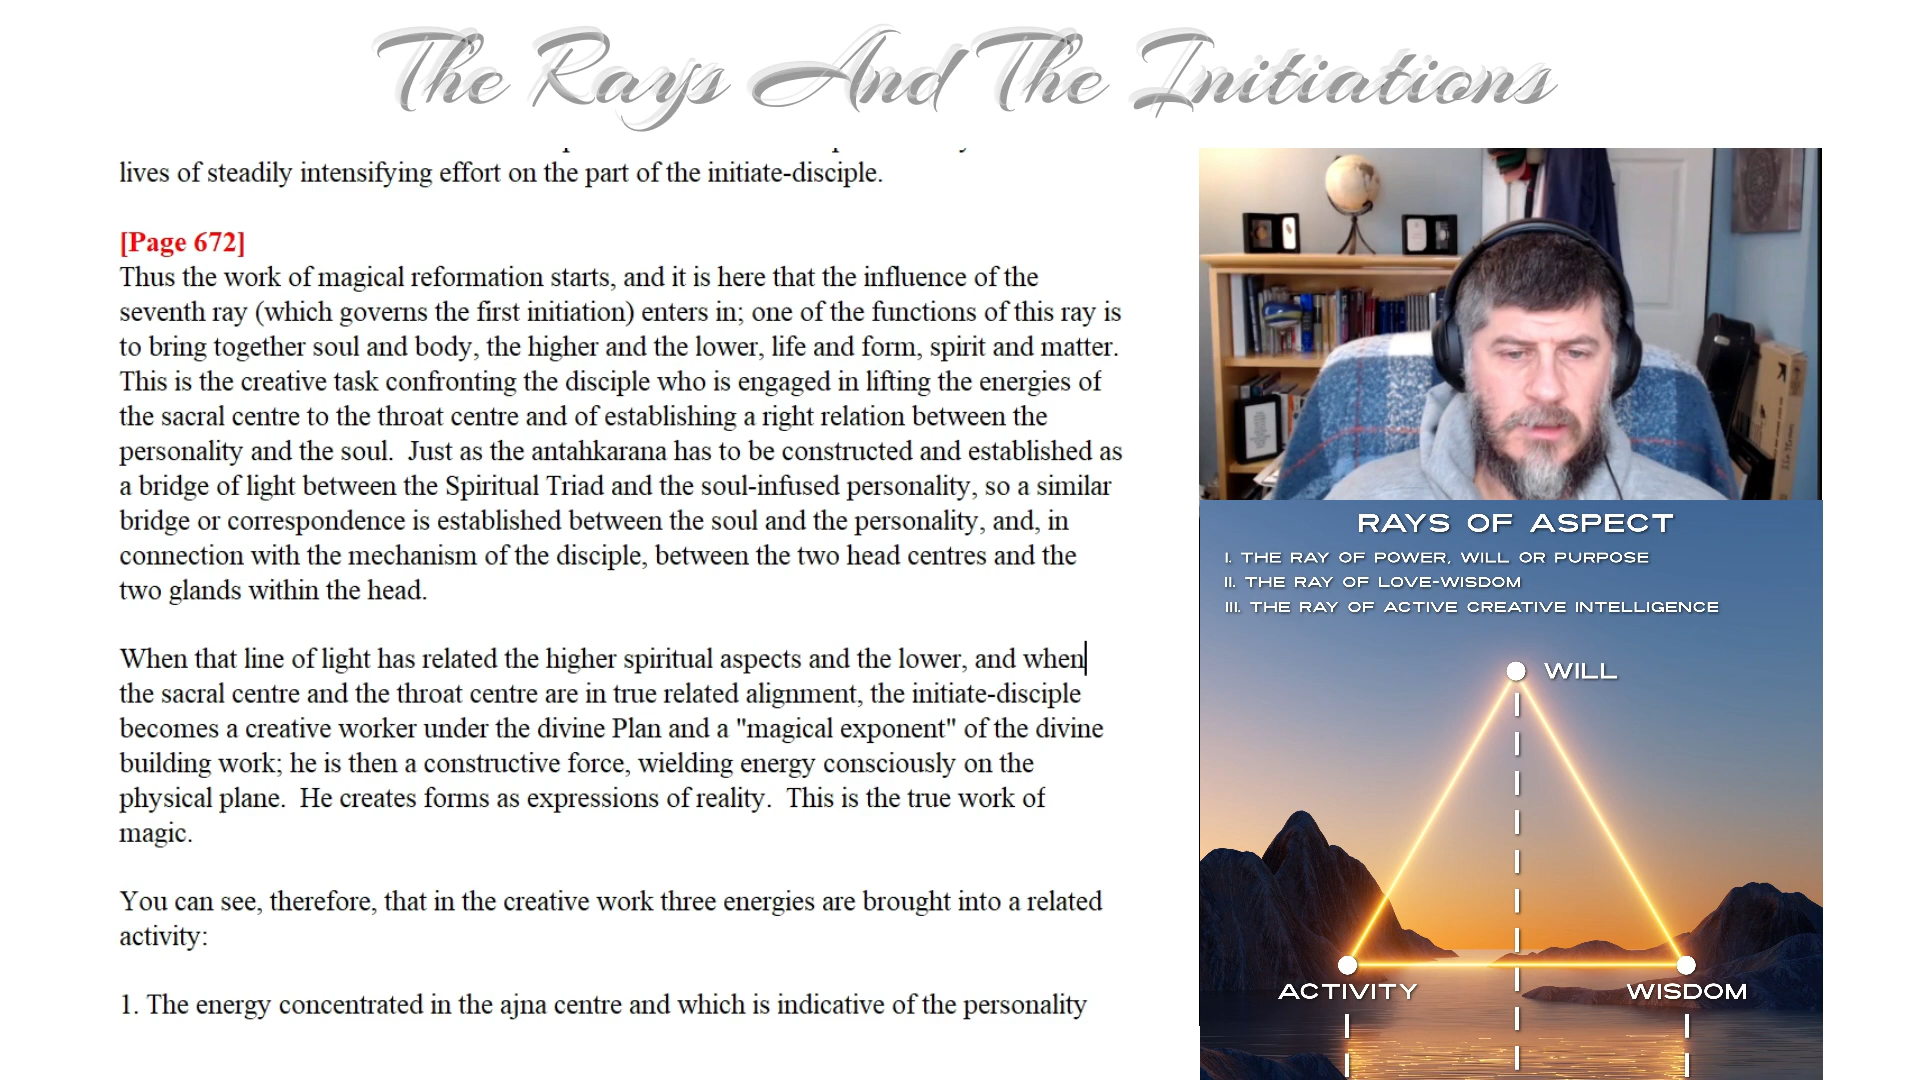 The Rays And The Initiations
lives of steadily intensifying effort on the part of the initiate-disciple.
[Page 672]
Thus the work of magical reformation starts, and it is here that the influence of the
seventh ray (which governs the first initiation) enters in; one of the functions of this ray is
to bring together soul and body, the higher and the lower, life and form, spirit and matter.
This is the creative task confronting the disciple who is engaged in lifting the energies of
the sacral centre to the throat centre and of establishing a right relation between the
personality and the soul.  Just as the antahkarana has to be constructed and established as
a bridge of light between the Spiritual Triad and the soul-infused personality, so a similar
bridge or correspondence is established between the soul and the personality, and, in
connection with the mechanism of the disciple, between the two head centres and the
two glands within the head.
When that line of light has related the higher spiritual aspects and the lower, and when
the sacral centre and the throat centre are in true related alignment, the initiate-disciple
becomes a creative worker under the divine Plan and a "magical exponent" of the divine
building work; he is then a constructive force, wielding energy consciously on the
physical plane.  He creates forms as expressions of reality.  This is the true work of
magic.
You can see, therefore, that in the creative work three energies are brought into a related
activity:
1. The energy concentrated in the ajna centre and which is indicative of the personality
RAYS OF ASPECT
I. THE RAY OF POWER, WILL OR PURPOSE
II. THE RAY OF LOVE-WISDOM
III. THE RAY OF ACTIVE CREATIVE INTELLIGENCE
WILL
ACTIVITY
WISDOM